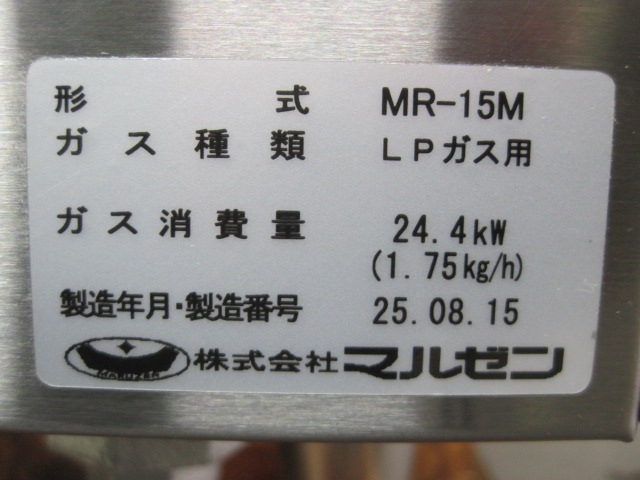 形式 MR-15M
ガス種類 LPガス用
ガス消費量 24.4kW
(1.75kg/h)
製造年月・製造番号 25.08.15
MARUZEN 株式会社 マルゼン